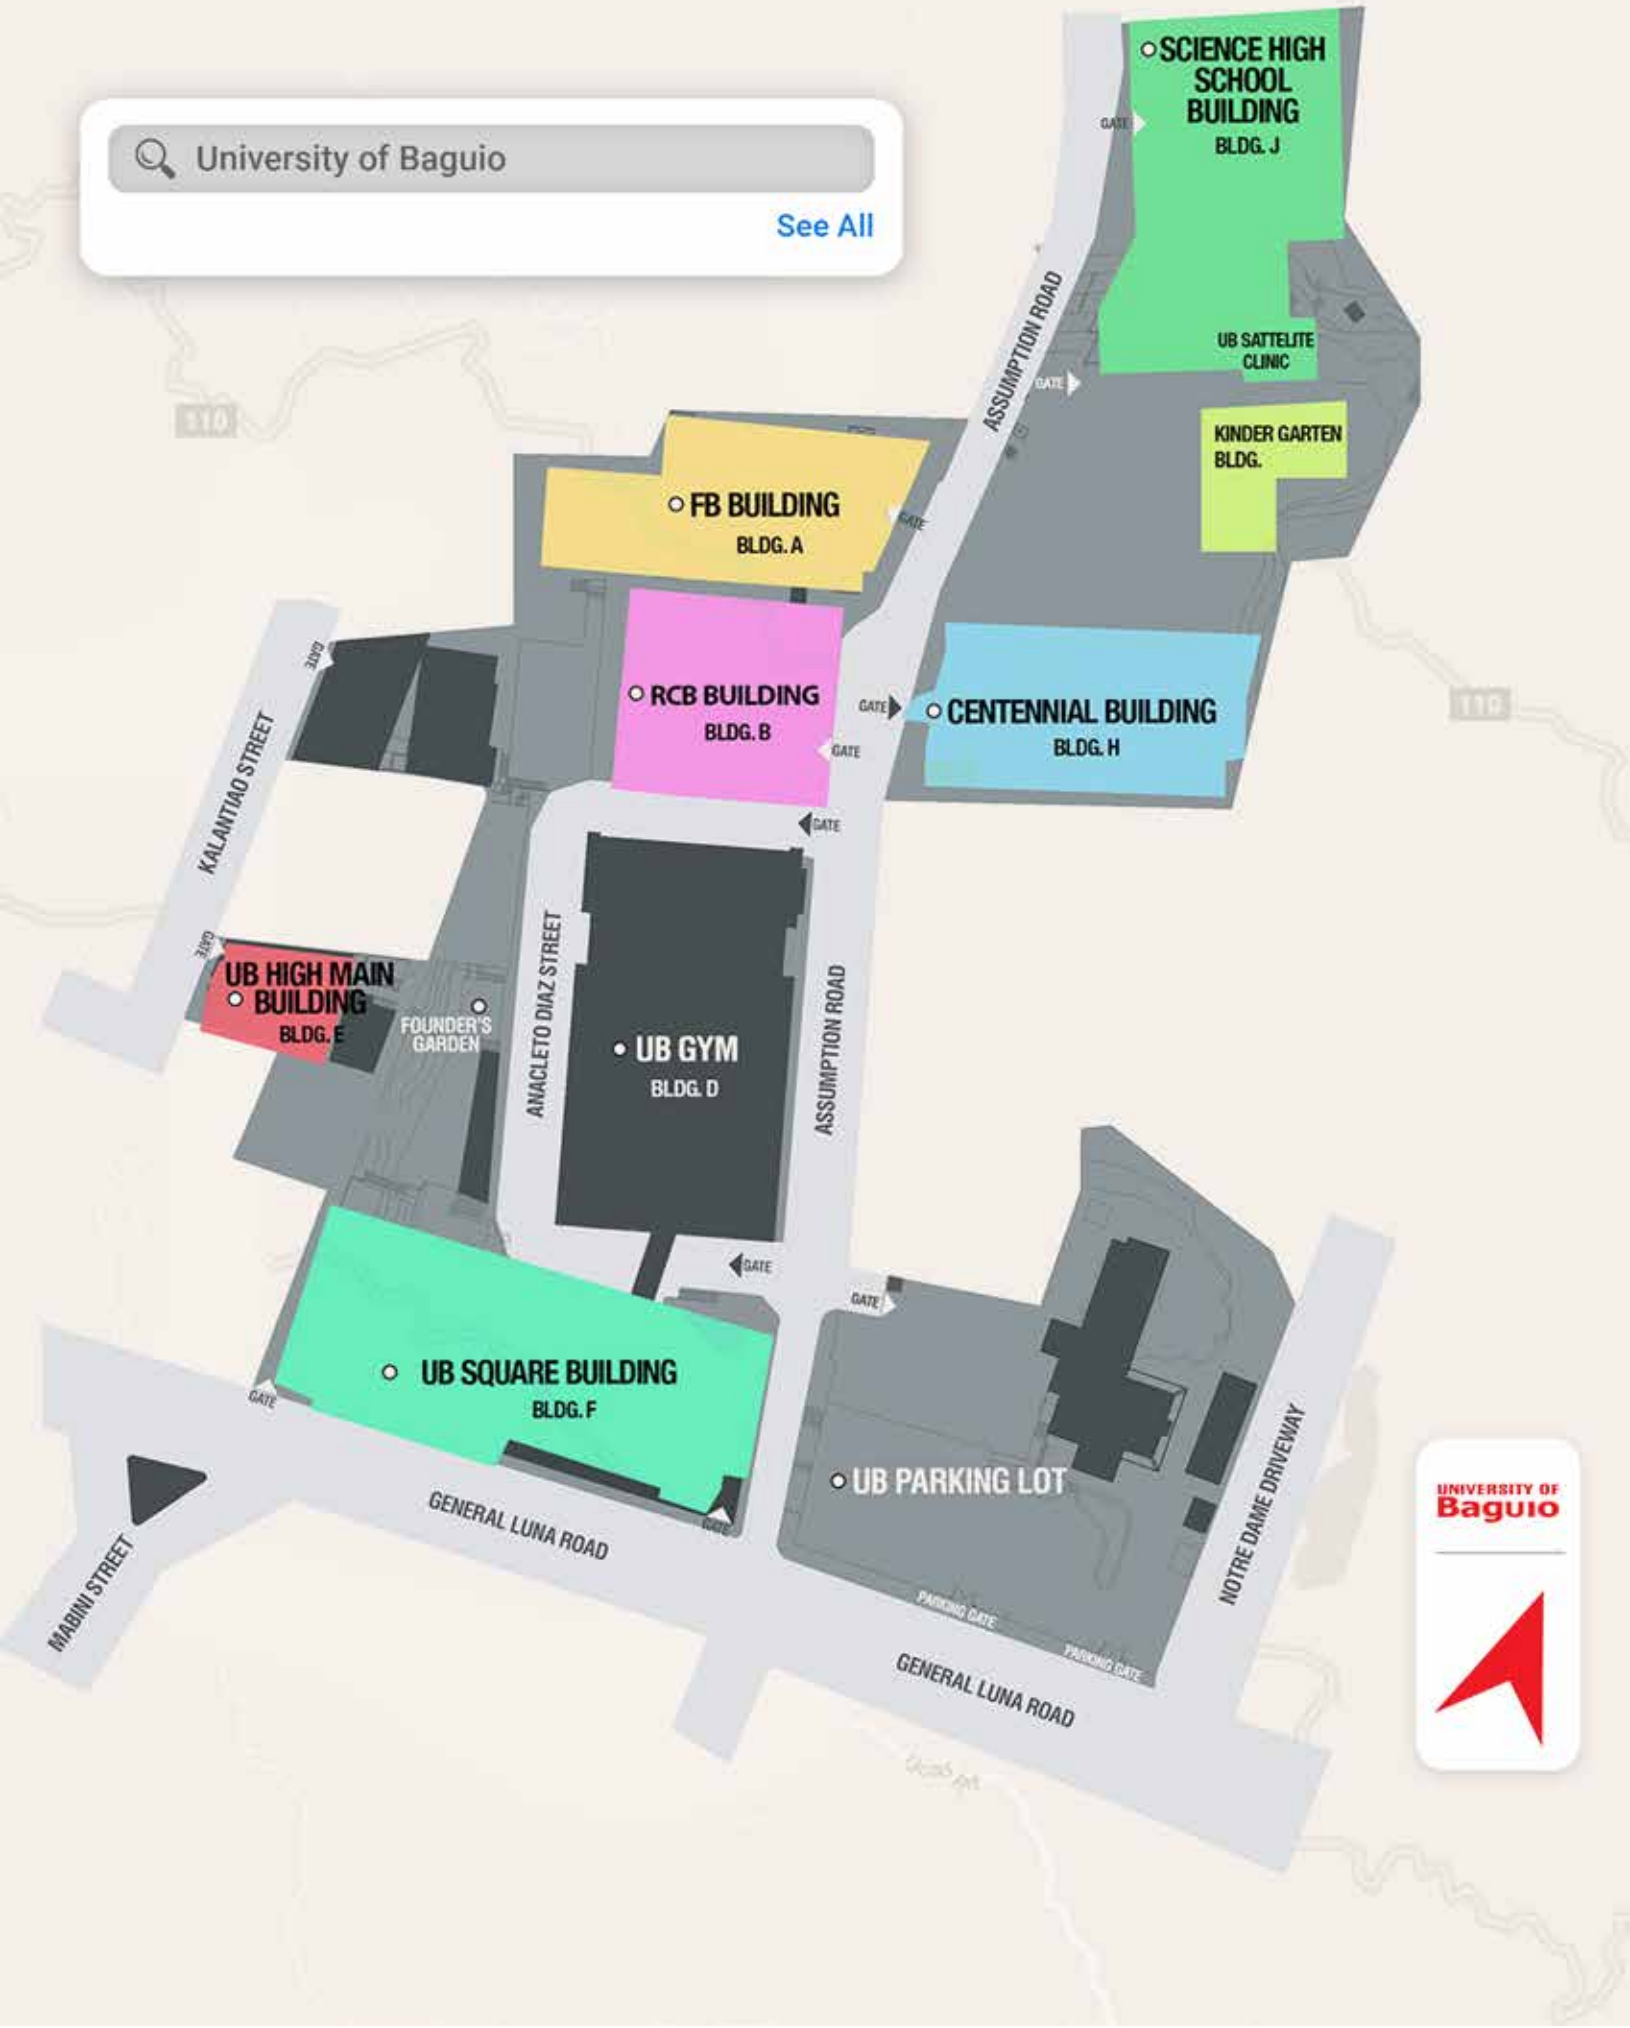 University of Baguio
See All
SCIENCE HIGH
SCHOOL
BUILDING
BLDG. J
GATE
ASSUMPTION ROAD
UB SATTELITE
CLINIC
GATE
110
KINDER GARTEN
BLDG.
FB BUILDING
BLDG. A
GATE
GATE
KALANTIAO STREET
RCB BUILDING
BLDG. B
GATE
GATE
CENTENNIAL BUILDING
BLDG. H
110
GATE
GATE
UB HIGH MAIN
BUILDING
BLDG. E
FOUNDER'S
GARDEN
ANACLETO DIAZ STREET
UB GYM
BLDG. D
ASSUMPTION ROAD
GATE
GATE
UB SQUARE BUILDING
BLDG. F
GATE
GATE
UB PARKING LOT
NOTRE DAME DRIVEWAY
GENERAL LUNA ROAD
MABINI STREET
PARKING GATE
PARKING GATE
GENERAL LUNA ROAD
UNIVERSITY OF
Baguio